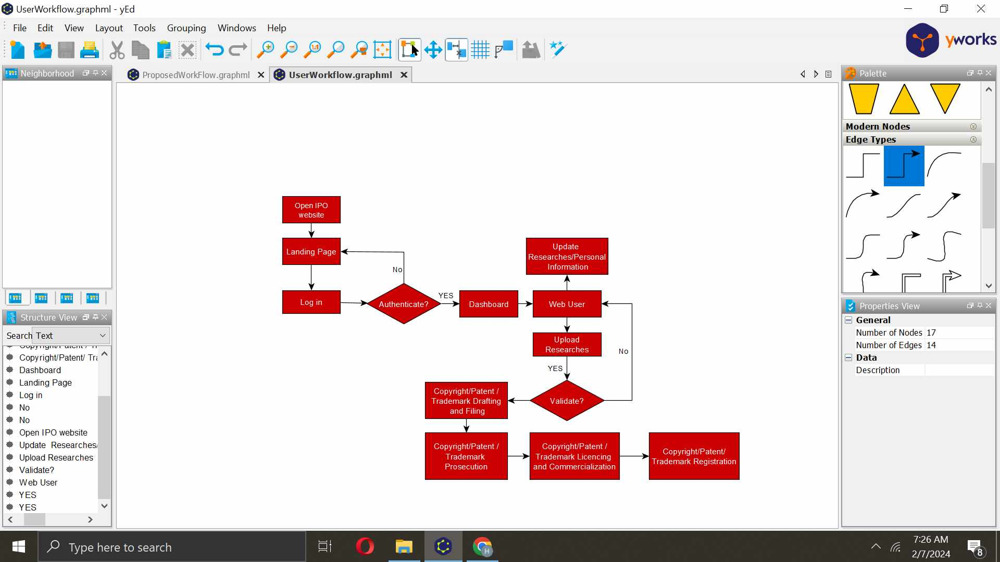 UserWorkflow.graphml - yEd
File Edit View Layout Tools Grouping Windows Help
1:1
yworks
Neighborhood
ProposedWorkFlow.graphml
UserWorkflow.graphml
Palette
Modern Nodes
Edge Types
Open IPO
website
Landing Page
No
Log in
Authenticate?
YES
Dashboard
Update
Researches/Personal
Information
Web User
Upload
Researches
No
YES
Validate?
Copyright/Patent /
Trademark Drafting
and Filing
Copyright/Patent /
Trademark
Prosecution
Copyright/Patent /
Trademark Licencing
and Commercialization
Copyright/Patent/
Trademark Registration
Structure View
Search Text
Copyright/Patent/ Tra
Dashboard
Landing Page
Log in
No
No
Open IPO website
Update Researches/
Upload Researches
Validate?
Web User
YES
YES
Properties View
General
Number of Nodes 17
Number of Edges 14
Data
Description
Type here to search
H
7:26 AM
2/7/2024
8